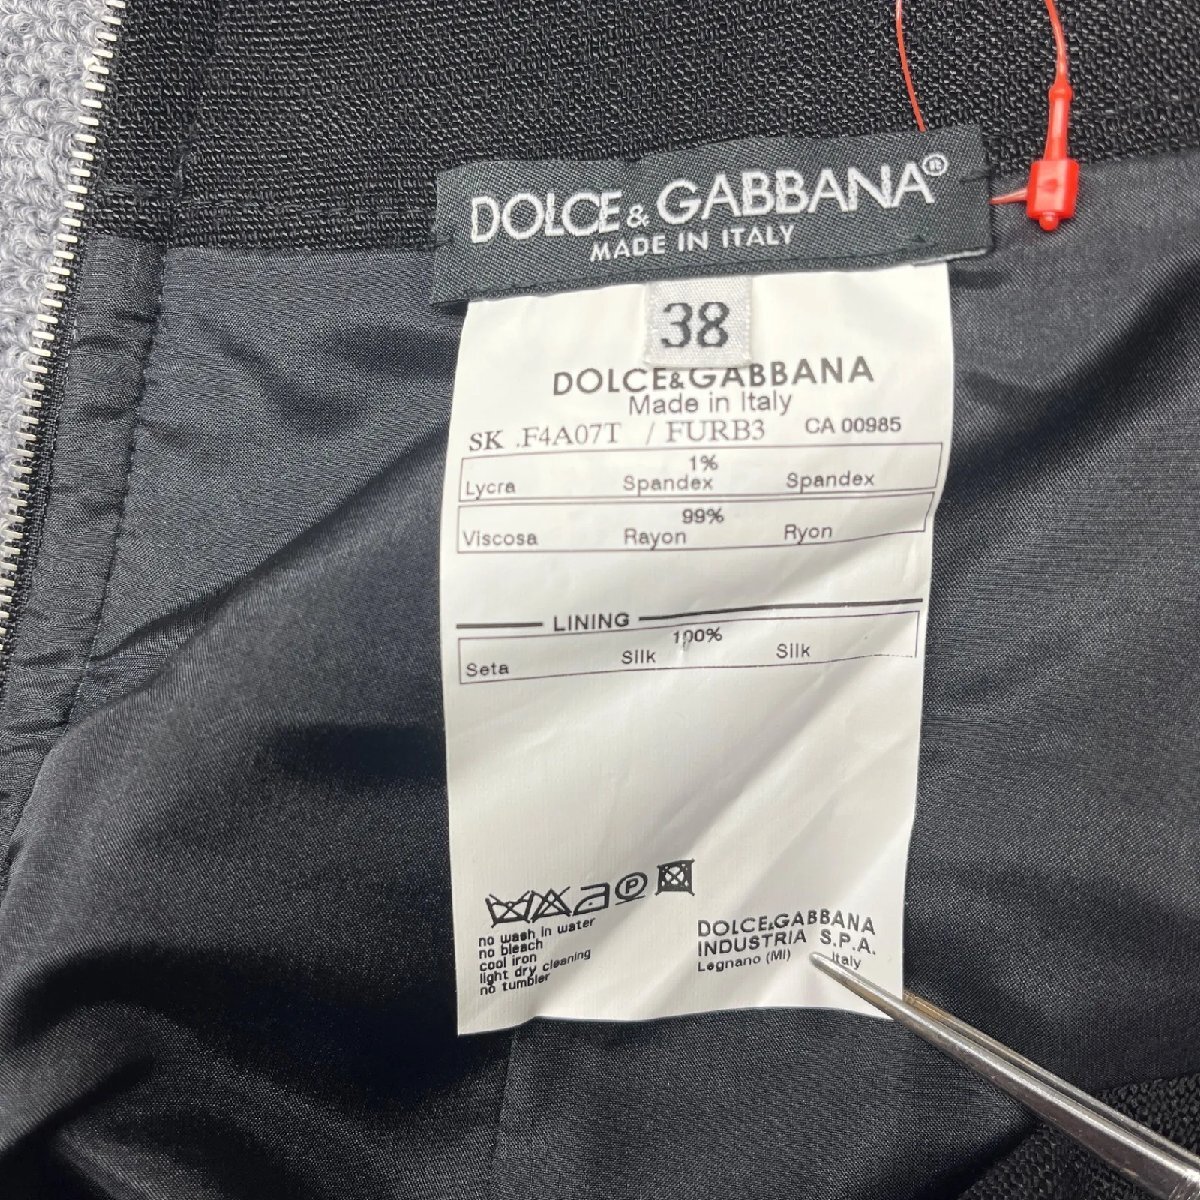 DOLCE & GABBANA®
MADE IN ITALY
38
DOLCE&GABBANA
Made in Italy
SK .F4A07T / FURB3 CA 00985
1%
Lycra Spandex Spandex
99%
Viscosa Rayon Ryon
LINING
100%
Seta Silk Silk
P
no wash in water
no bleach
cool iron
light dry cleaning
no tumbler
DOLCE&GABBANA
INDUSTRIA S.P.A.
Legnano (MI) Italy